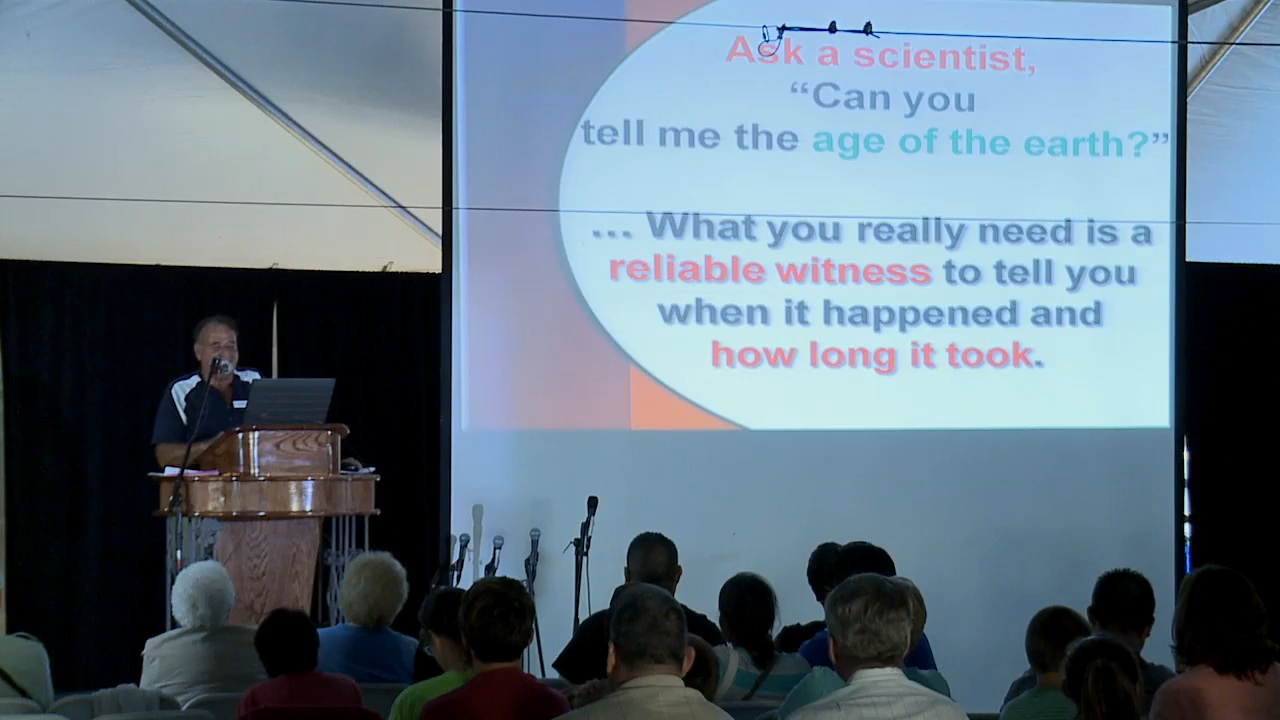 Ask a scientist,
“Can you
tell me the age of the earth?”
... What you really need is a
reliable witness to tell you
when it happened and
how long it took.